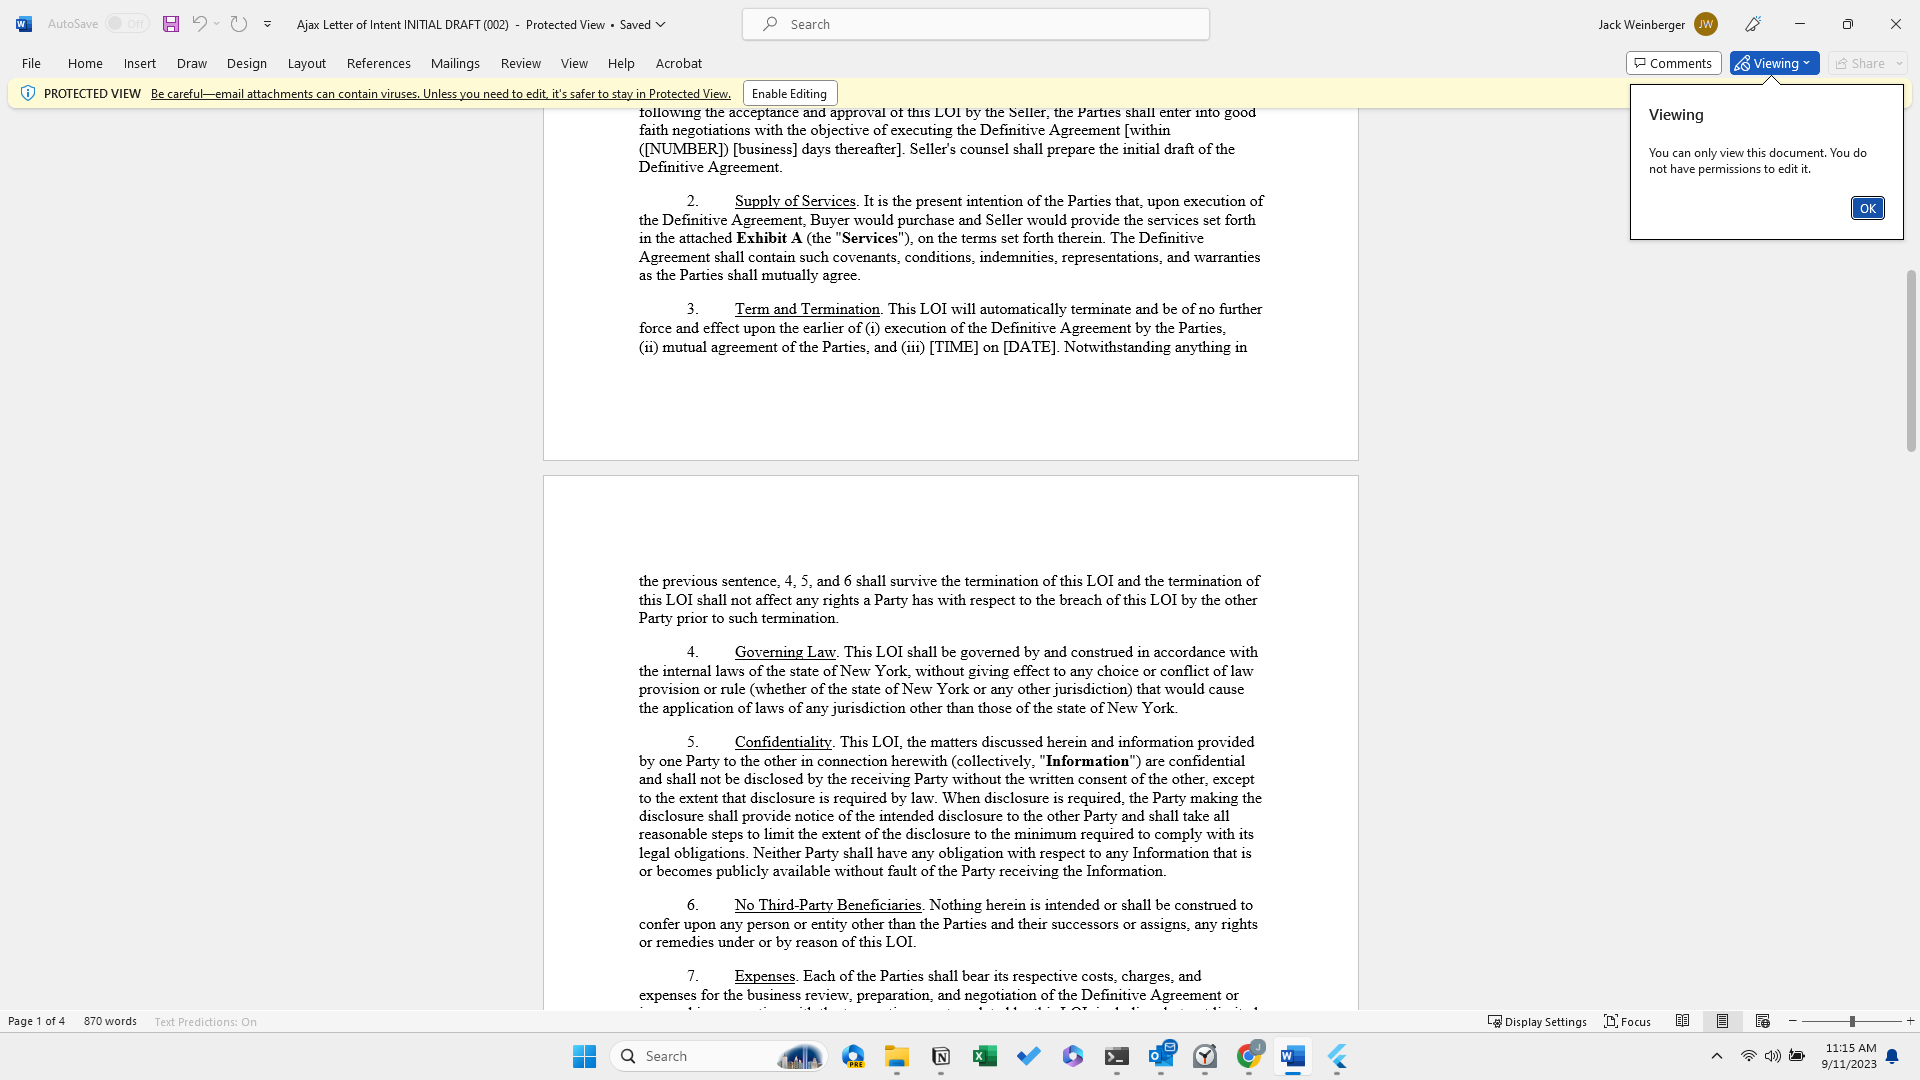 AutoSave Off Ajax Letter of Intent INITIAL DRAFT (002) - Protected View • Saved Search Jack Weinberger JW
File Home Insert Draw Design Layout References Mailings Review View Help Acrobat Comments Viewing Share
PROTECTED VIEW Be careful—email attachments can contain viruses. Unless you need to edit, it's safer to stay in Protected View. Enable Editing
Viewing
You can only view this document. You do
not have permissions to edit it.
OK
following the acceptance and approval of this LOI by the Seller, the Parties shall enter into good
faith negotiations with the objective of executing the Definitive Agreement [within
([NUMBER]) [business] days thereafter]. Seller's counsel shall prepare the initial draft of the
Definitive Agreement.
2. Supply of Services. It is the present intention of the Parties that, upon execution of
the Definitive Agreement, Buyer would purchase and Seller would provide the services set forth
in the attached Exhibit A (the "Services"), on the terms set forth therein. The Definitive
Agreement shall contain such covenants, conditions, indemnities, representations, and warranties
as the Parties shall mutually agree.
3. Term and Termination. This LOI will automatically terminate and be of no further
force and effect upon the earlier of (i) execution of the Definitive Agreement by the Parties,
(ii) mutual agreement of the Parties, and (iii) [TIME] on [DATE]. Notwithstanding anything in
the previous sentence, 4, 5, and 6 shall survive the termination of this LOI and the termination of
this LOI shall not affect any rights a Party has with respect to the breach of this LOI by the other
Party prior to such termination.
4. Governing Law. This LOI shall be governed by and construed in accordance with
the internal laws of the state of New York, without giving effect to any choice or conflict of law
provision or rule (whether of the state of New York or any other jurisdiction) that would cause
the application of laws of any jurisdiction other than those of the state of New York.
5. Confidentiality. This LOI, the matters discussed herein and information provided
by one Party to the other in connection herewith (collectively, "Information") are confidential
and shall not be disclosed by the receiving Party without the written consent of the other, except
to the extent that disclosure is required by law. When disclosure is required, the Party making the
disclosure shall provide notice of the intended disclosure to the other Party and shall take all
reasonable steps to limit the extent of the disclosure to the minimum required to comply with its
legal obligations. Neither Party shall have any obligation with respect to any Information that is
or becomes publicly available without fault of the Party receiving the Information.
6. No Third-Party Beneficiaries. Nothing herein is intended or shall be construed to
confer upon any person or entity other than the Parties and their successors or assigns, any rights
or remedies under or by reason of this LOI.
7. Expenses. Each of the Parties shall bear its respective costs, charges, and
expenses for the business review, preparation, and negotiation of the Definitive Agreement or
Page 1 of 4 870 words Text Predictions: On Display Settings Focus
Search PRE J 11:15 AM
9/11/2023